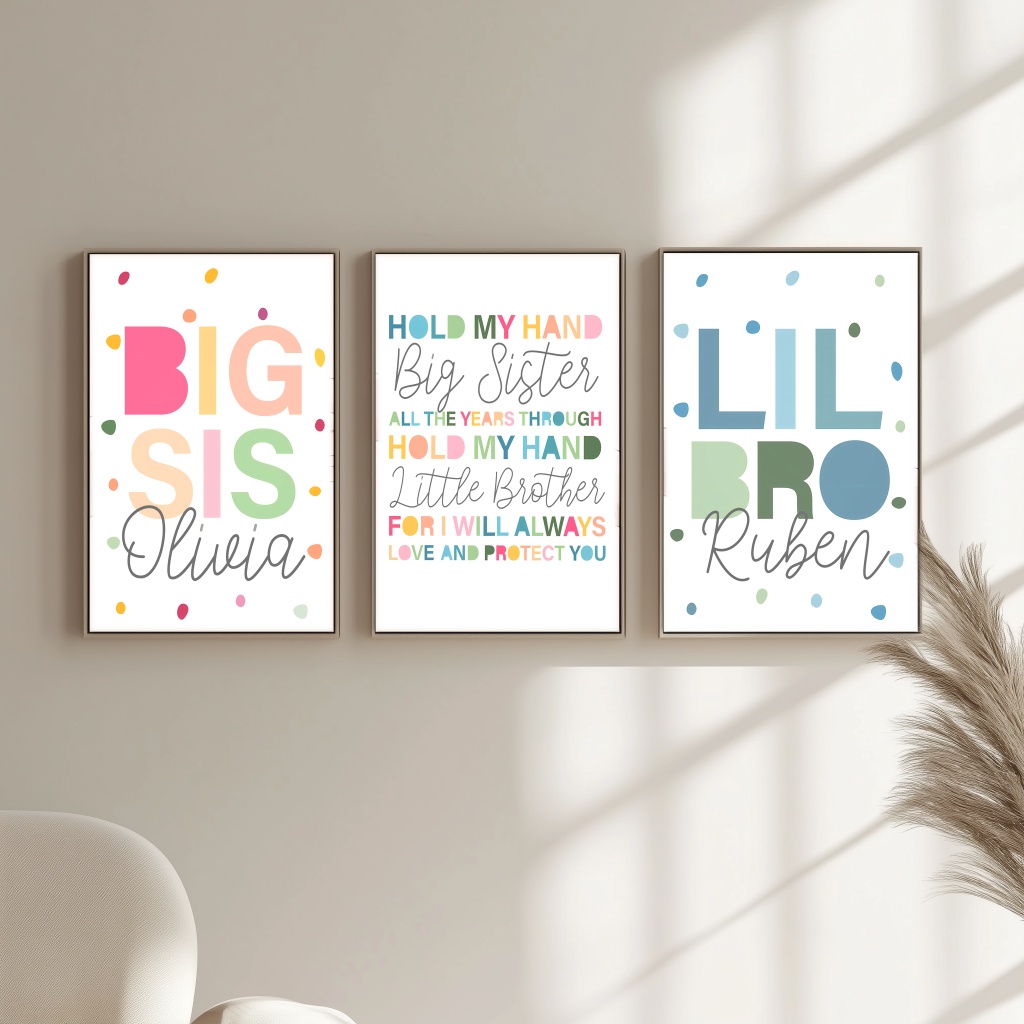 BIG
SIS
Olivia
HOLD MY HAND
Big Sister
ALL THE YEARS THROUGH
HOLD MY HAND
Little Brother
FOR I WILL ALWAYS
LOVE AND PROTECT YOU
LIL
BRO
Ruben